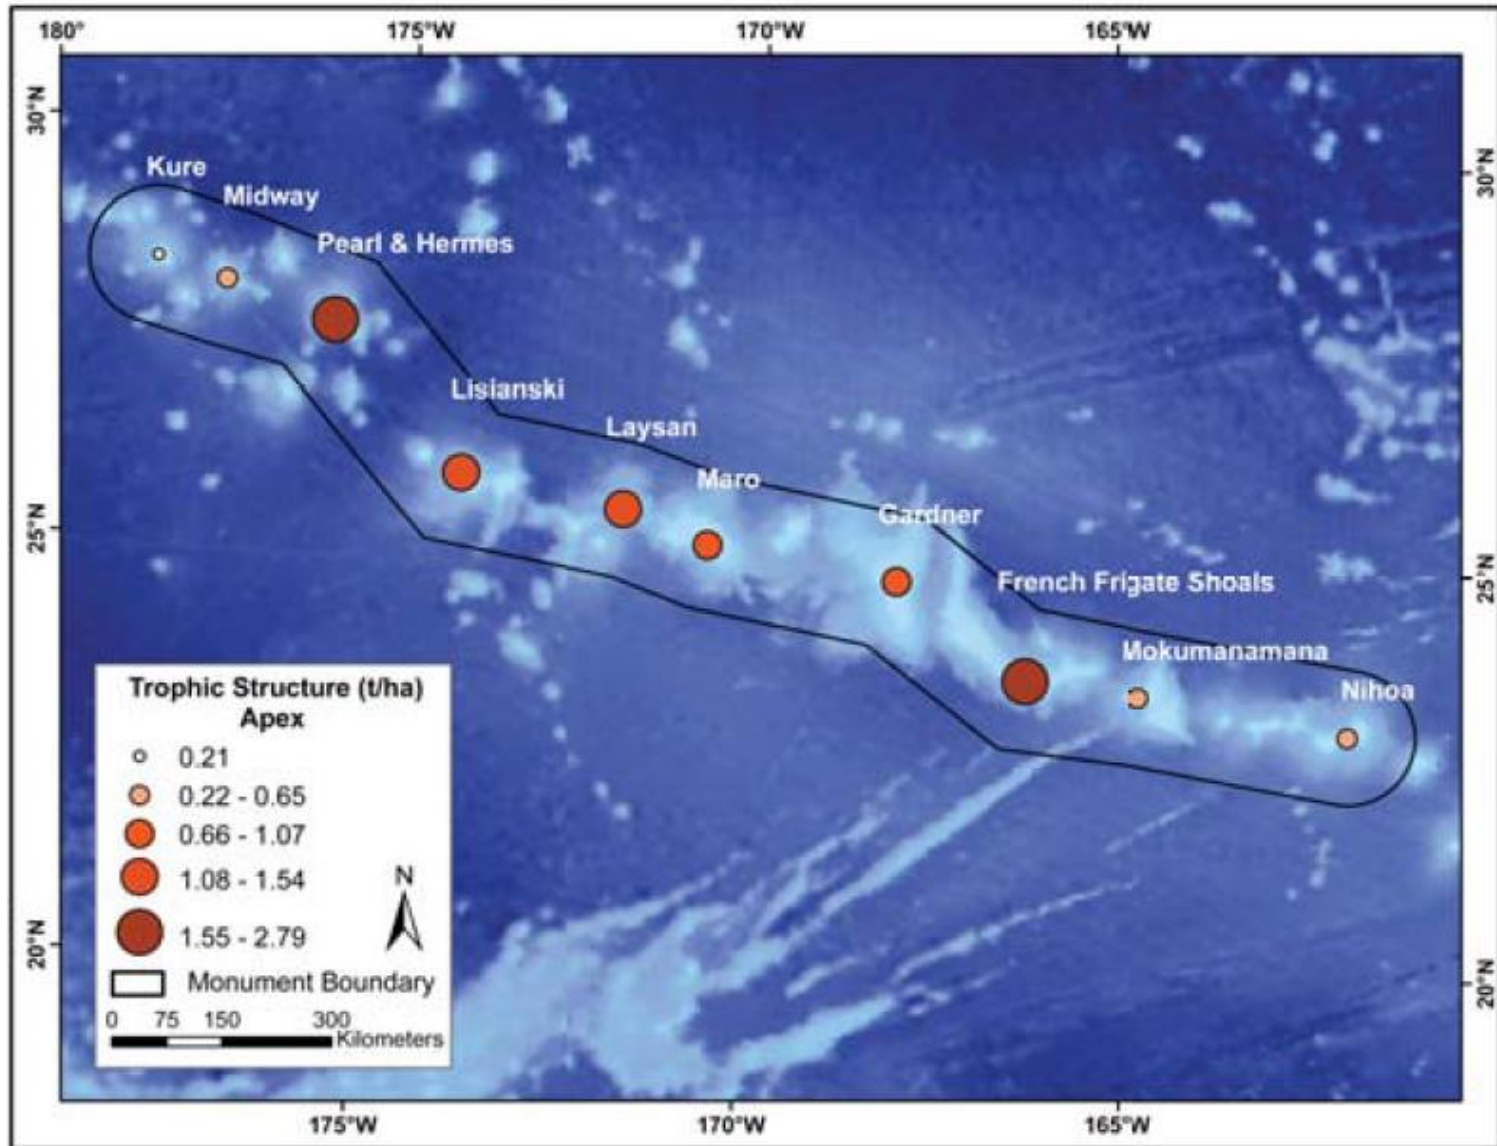 180°
175°W
170°W
165°W
30°N
30°N
Kure
Midway
Pearl & Hermes
Lisianski
Laysan
Maro
Gardner
French Frigate Shoals
Mokumanamana
Nihoa
25°N
25°N
20°N
20°N
Trophic Structure (t/ha)
Apex
0.21
0.22 - 0.65
0.66 - 1.07
1.08 - 1.54
1.55 - 2.79
N
Monument Boundary
0 75 150 300
Kilometers
175°W
170°W
165°W